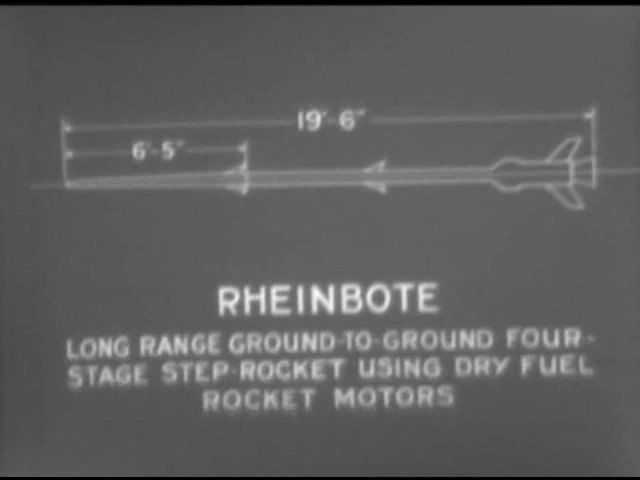 19'-6"
6'-5"
RHEINBOTE
LONG RANGE GROUND-TO-GROUND FOUR-
STAGE STEP-ROCKET USING DRY FUEL
ROCKET MOTORS